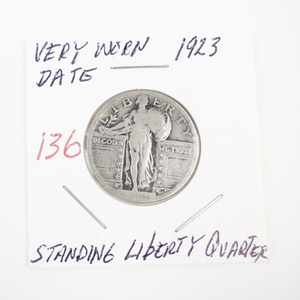 VERY WORN 1923
DATE
136
LIBERTY
IN GOD WE TRUST
STANDING LIBERTY QUARTER